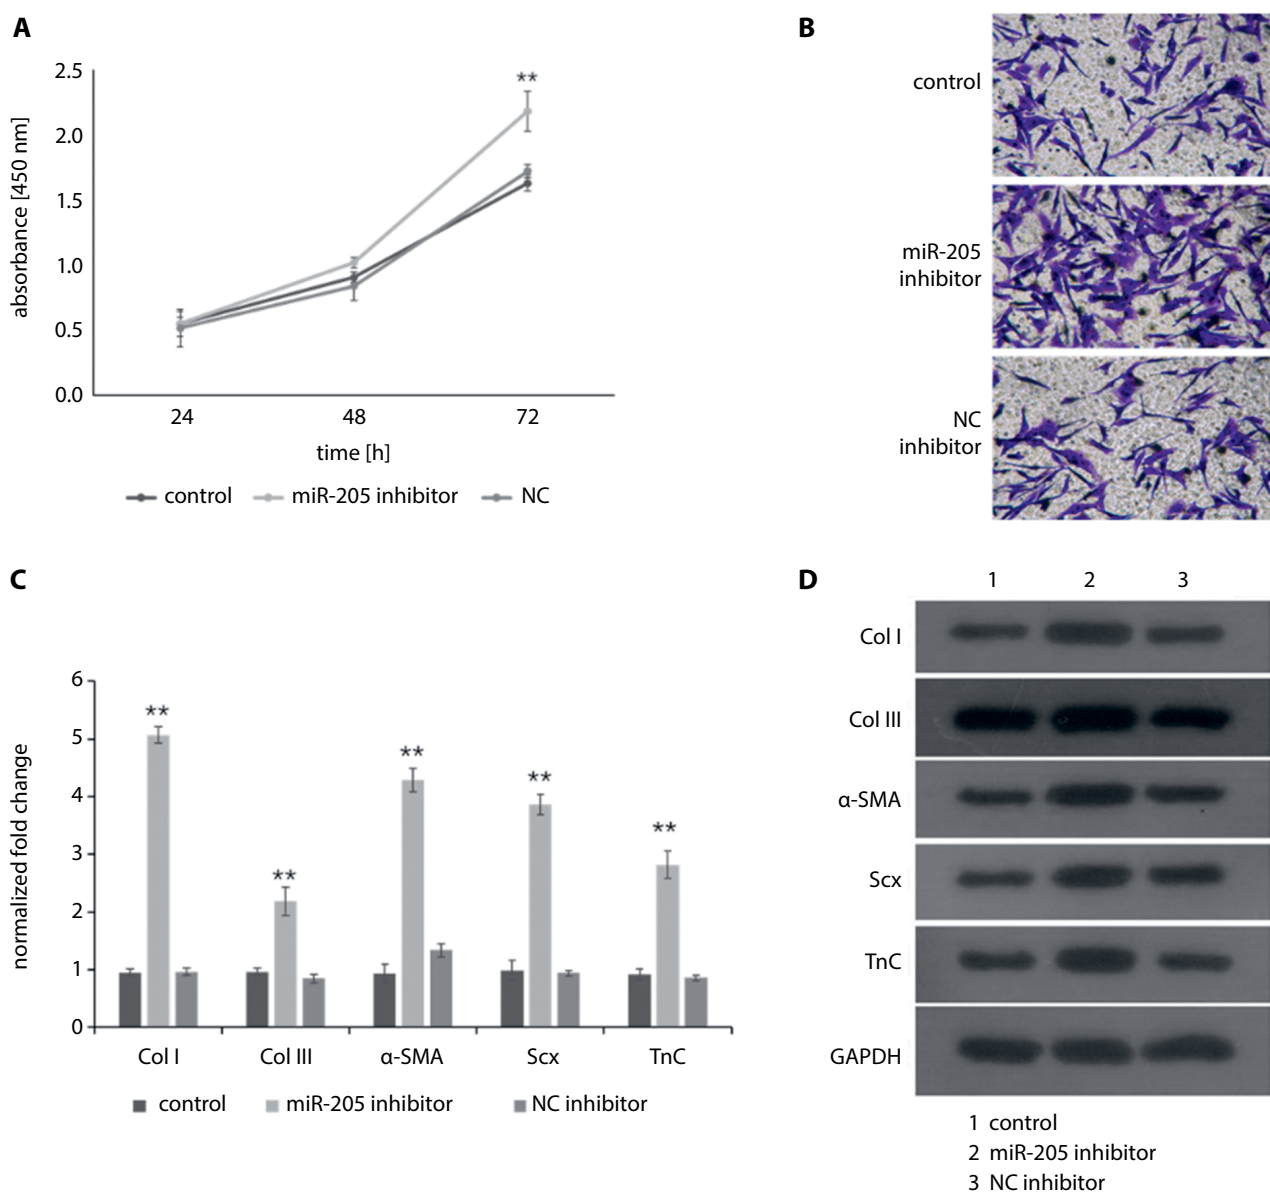 A
2.5
2.0
1.5
1.0
0.5
0.0
absorbance [450 nm]
**
24 48 72
time [h]
control miR-205 inhibitor NC
B
control
miR-205
inhibitor
NC
inhibitor
C
6
5
4
3
2
1
0
normalized fold change
**
**
**
**
**
Col I Col III α-SMA Scx TnC
control miR-205 inhibitor NC inhibitor
D
1 2 3
Col I
Col III
α-SMA
Scx
TnC
GAPDH
1 control
2 miR-205 inhibitor
3 NC inhibitor